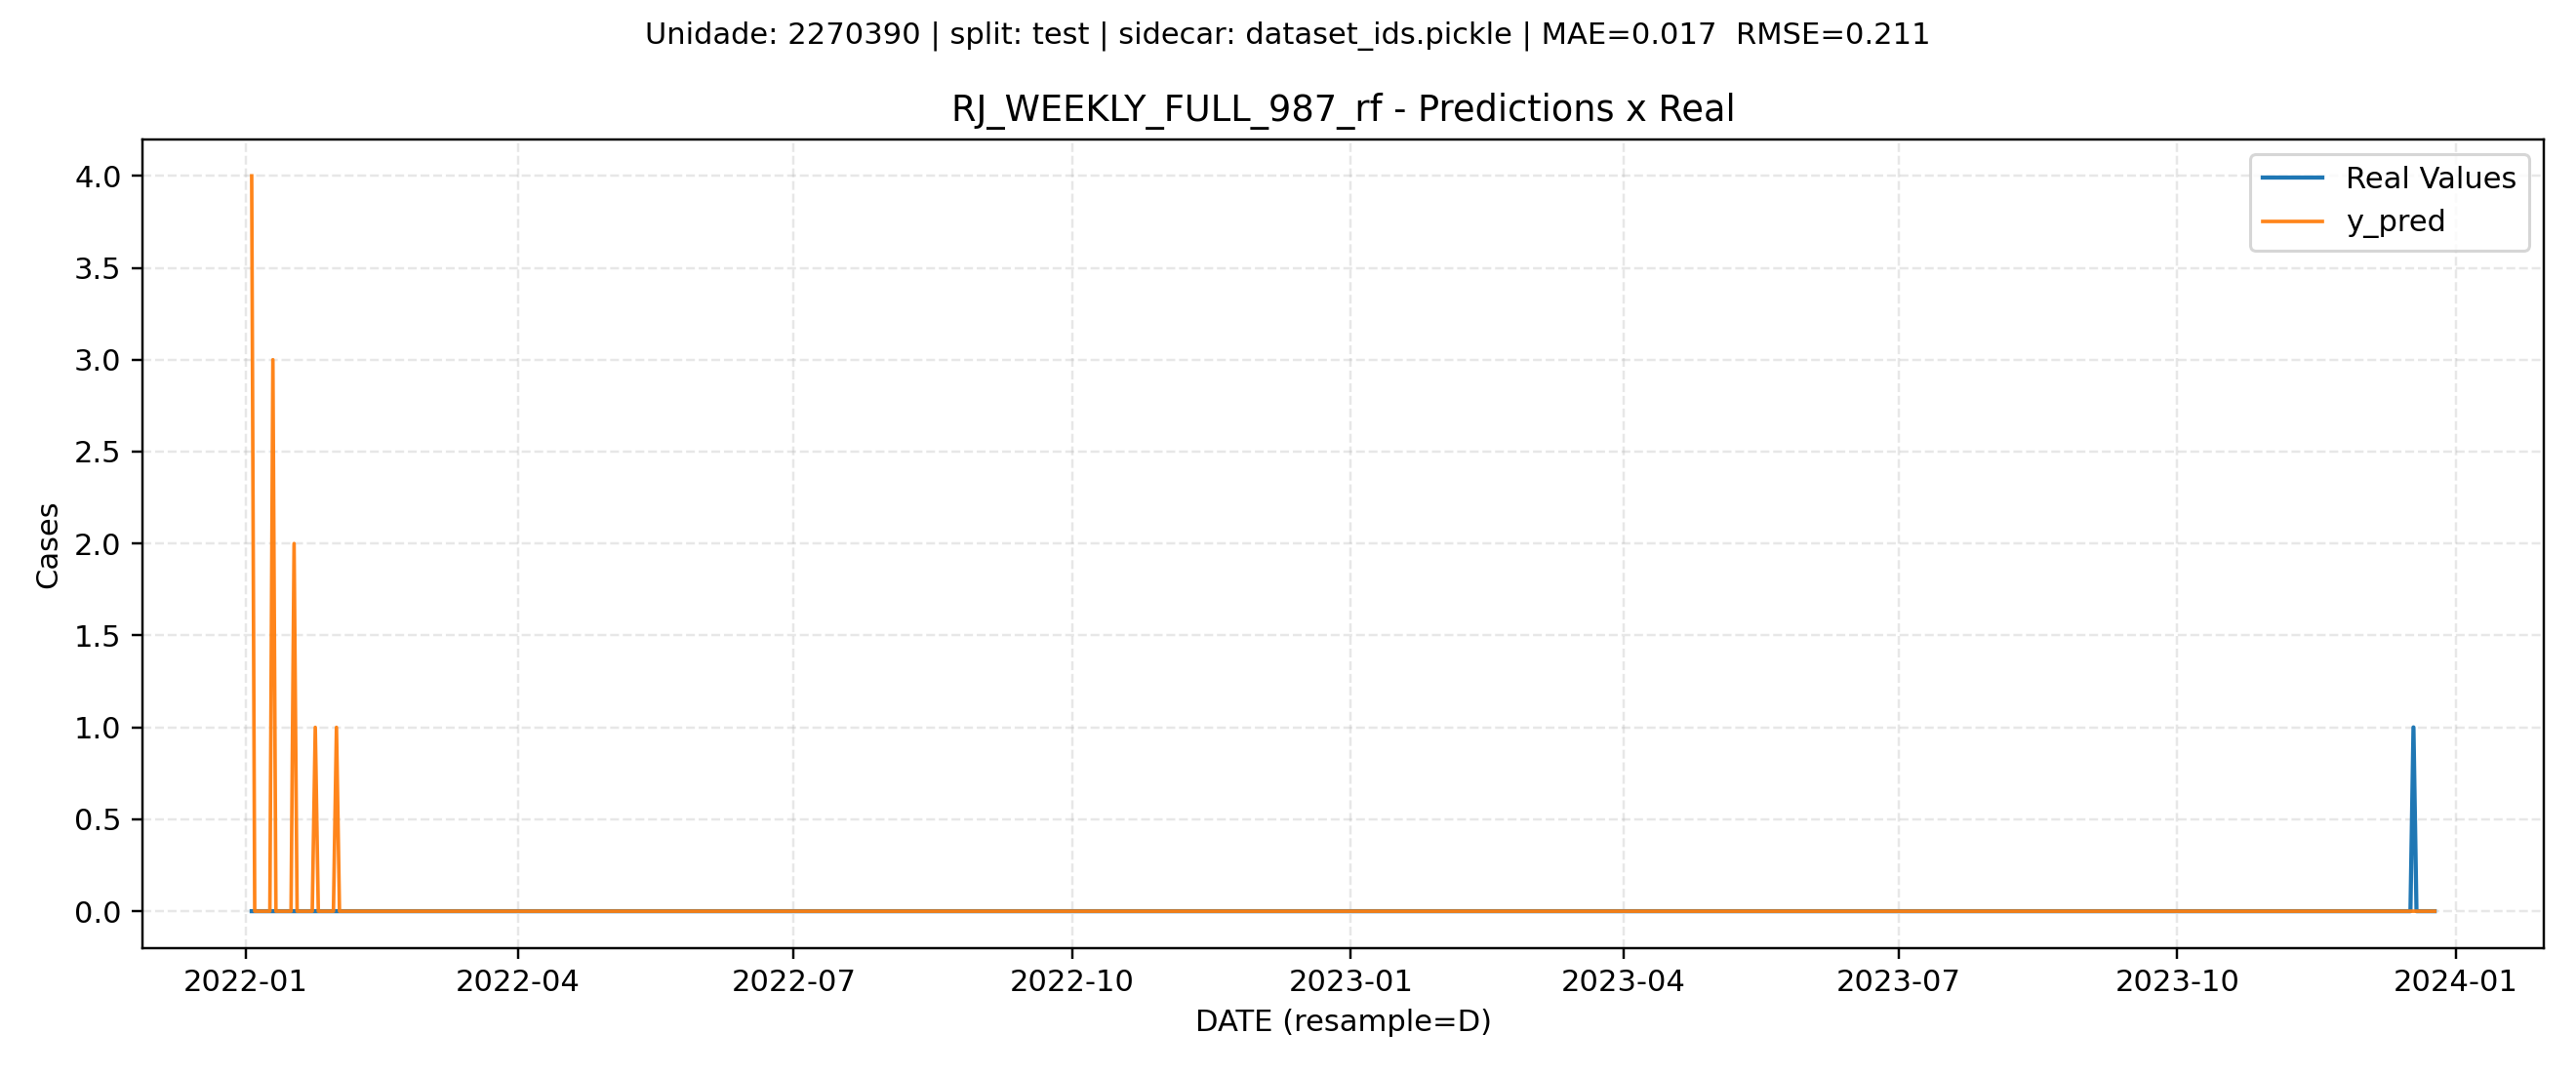 Unidade: 2270390 | split: test | sidecar: dataset_ids.pickle | MAE=0.017  RMSE=0.211
RJ_WEEKLY_FULL_987_rf - Predictions x Real
Real Values
y_pred
Cases
4.0
3.5
3.0
2.5
2.0
1.5
1.0
0.5
0.0
2022-01 2022-04 2022-07 2022-10 2023-01 2023-04 2023-07 2023-10 2024-01
DATE (resample=D)